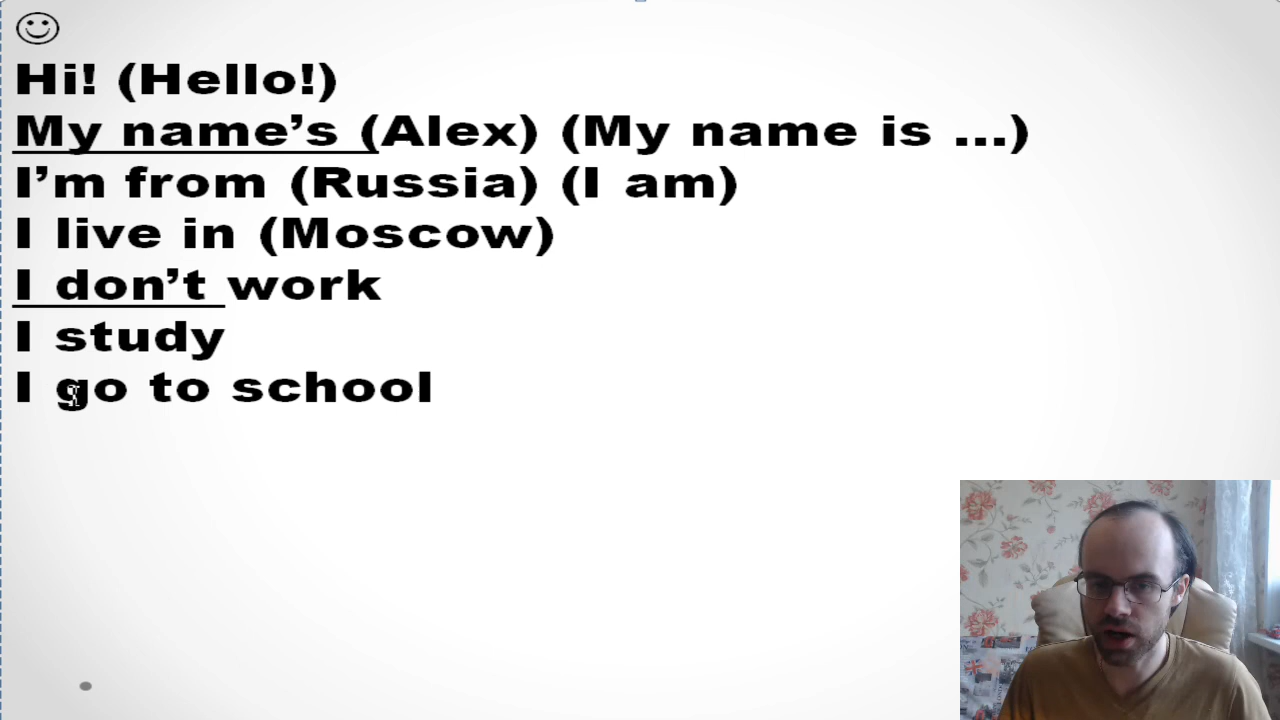 Hi! (Hello!)
My name’s (Alex) (My name is ...)
I’m from (Russia) (I am)
I live in (Moscow)
I don’t work
I study
I go to school